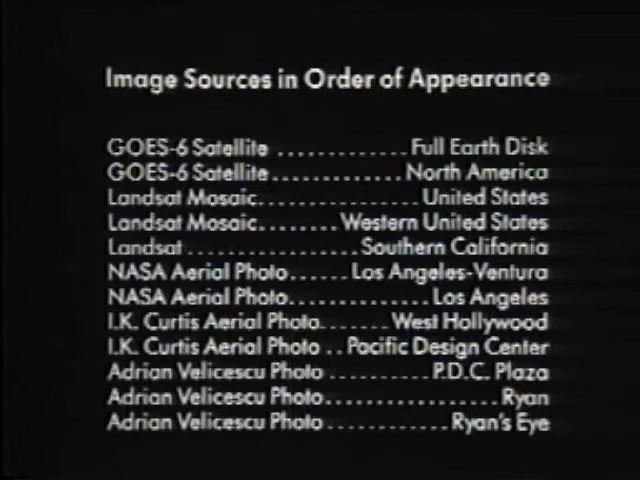 Image Sources in Order of Appearance
GOES-6 Satellite .............Full Earth Disk
GOES-6 Satellite.............North America
Landsat Mosaic................United States
Landsat Mosaic........Western United States
Landsat.................Southern California
NASA Aerial Photo......Los Angeles-Ventura
NASA Aerial Photo..............Los Angeles
I.K. Curtis Aerial Photo.......West Hollywood
I.K. Curtis Aerial Photo ..Pacific Design Center
Adrian Velicescu Photo ..........P.D.C. Plaza
Adrian Velicescu Photo.................Ryan
Adrian Velicescu Photo ............Ryan's Eye